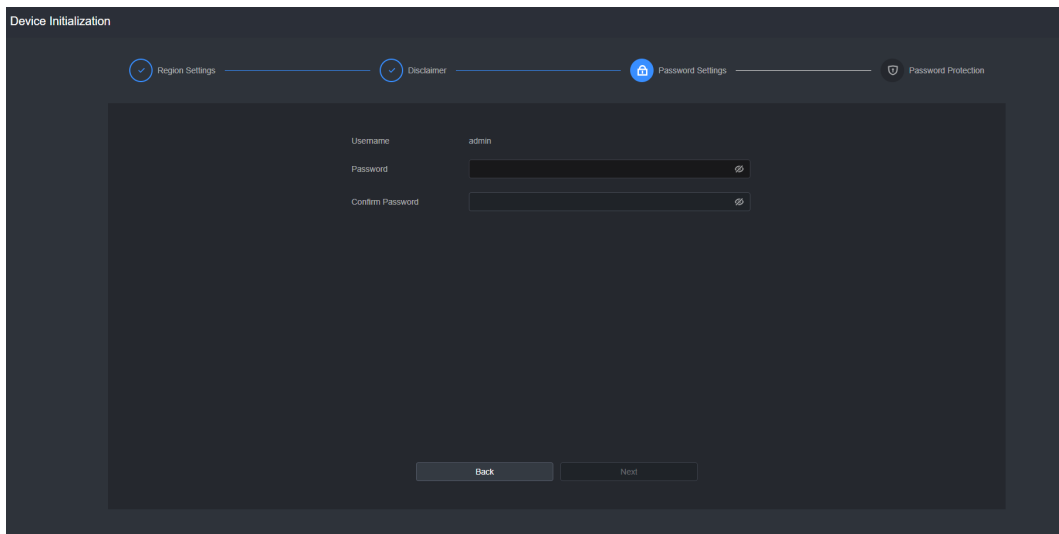 Device Initialization
Region Settings
Disclaimer
Password Settings
Password Protection
Username admin
Password
Confirm Password
Back
Next